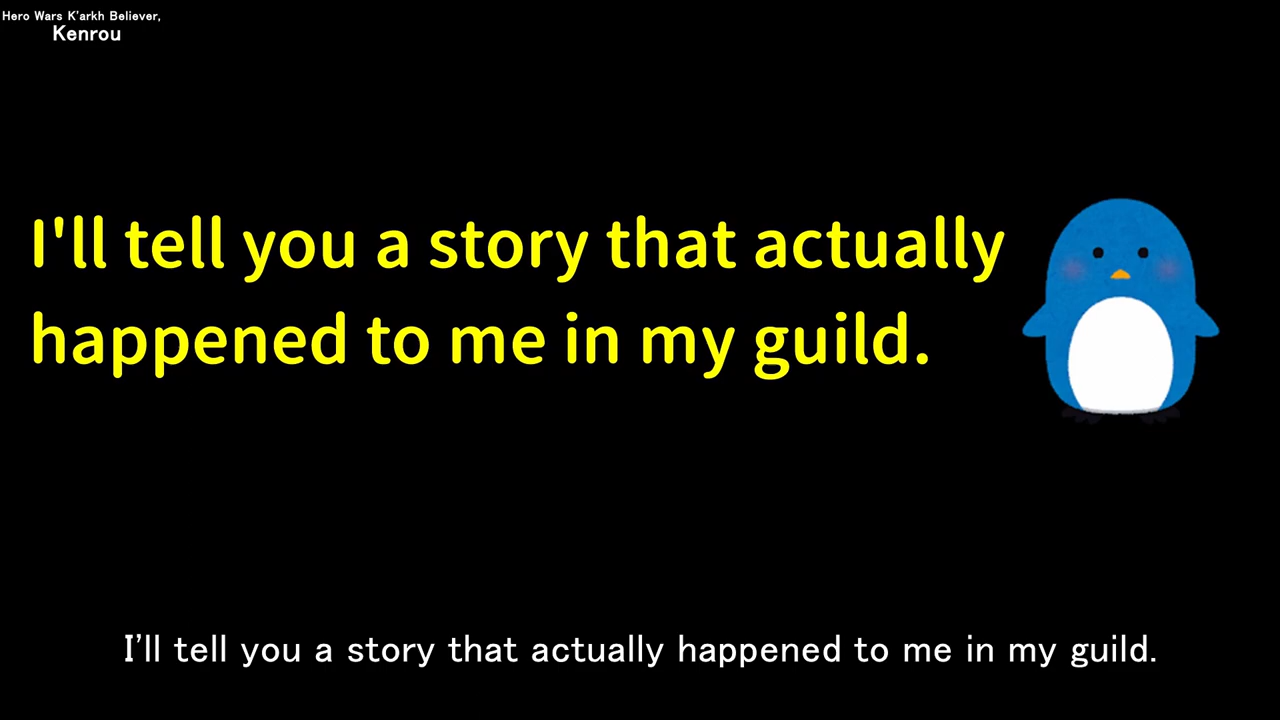 Hero Wars K'arkh Believer,
Kenrou
I'll tell you a story that actually
happened to me in my guild.
I'll tell you a story that actually happened to me in my guild.